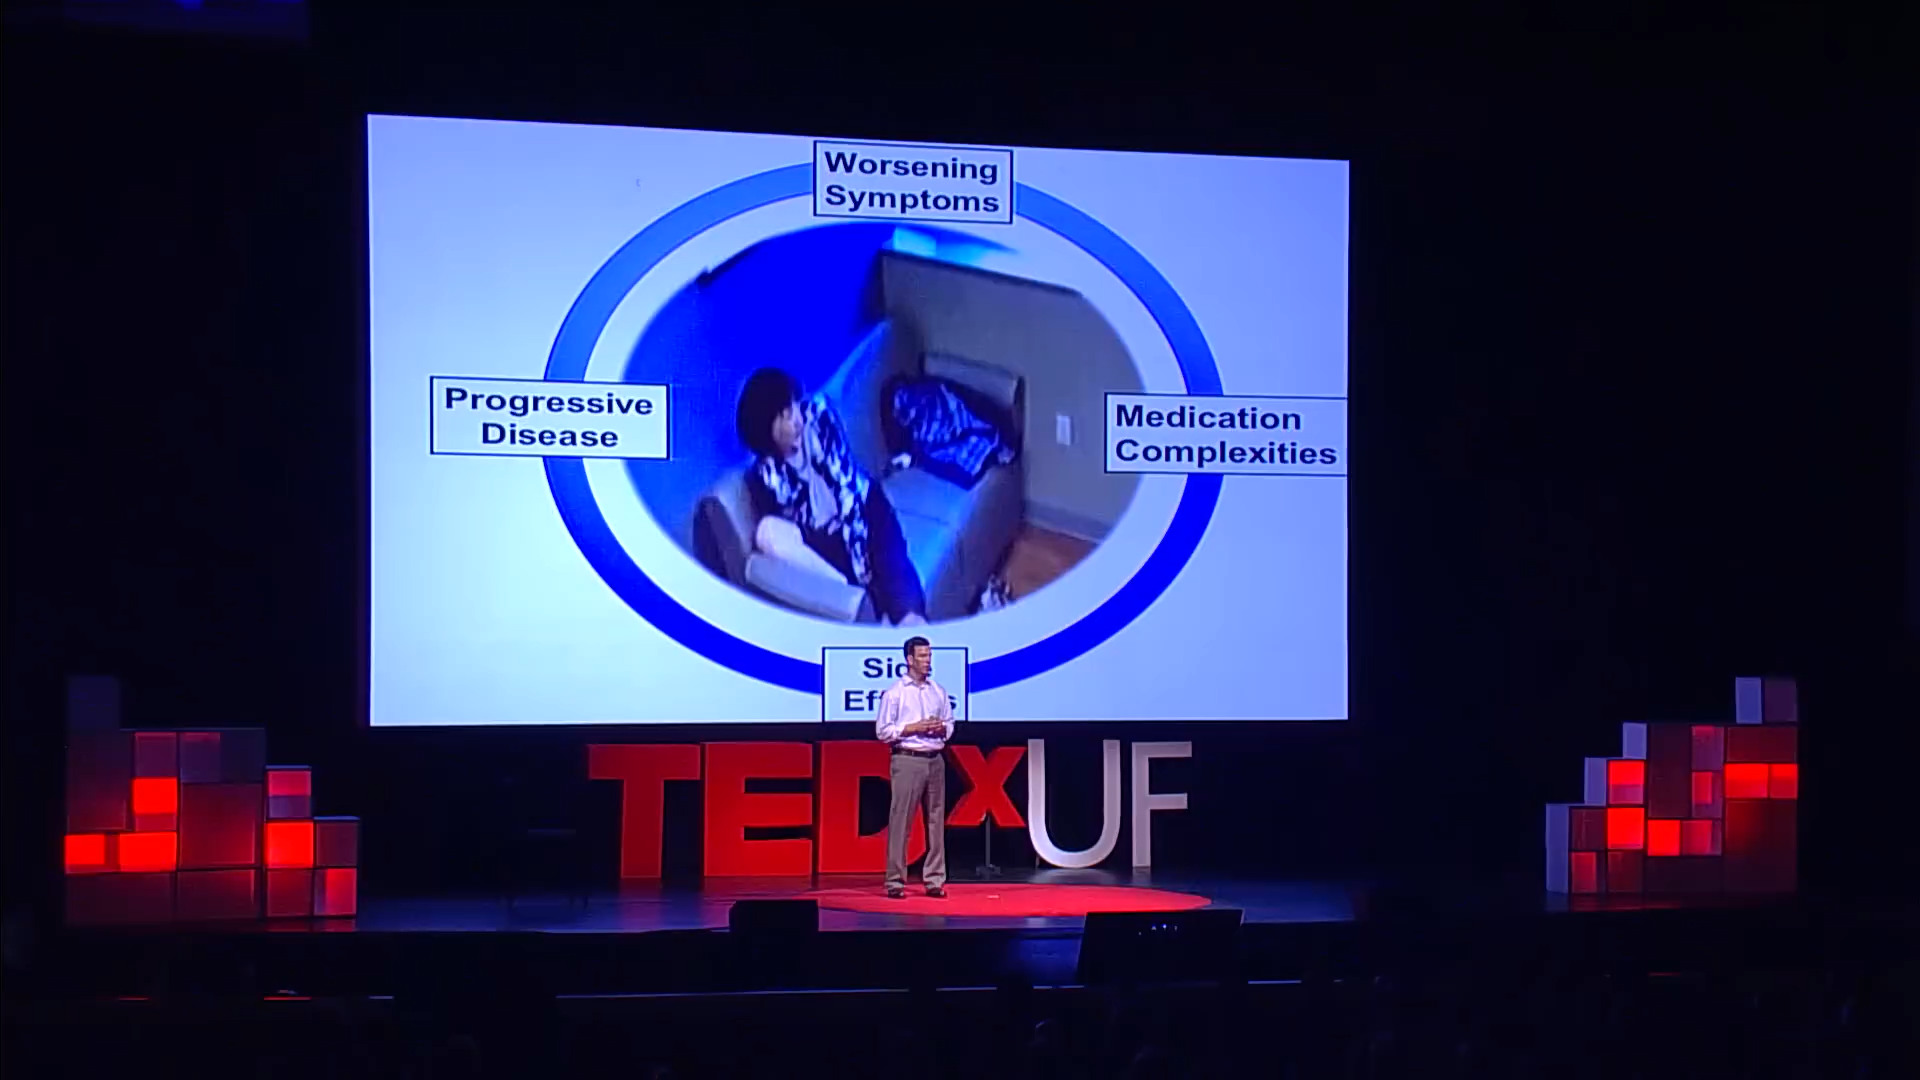 Worsening
Symptoms
Progressive
Disease
Medication
Complexities
TEDxUF